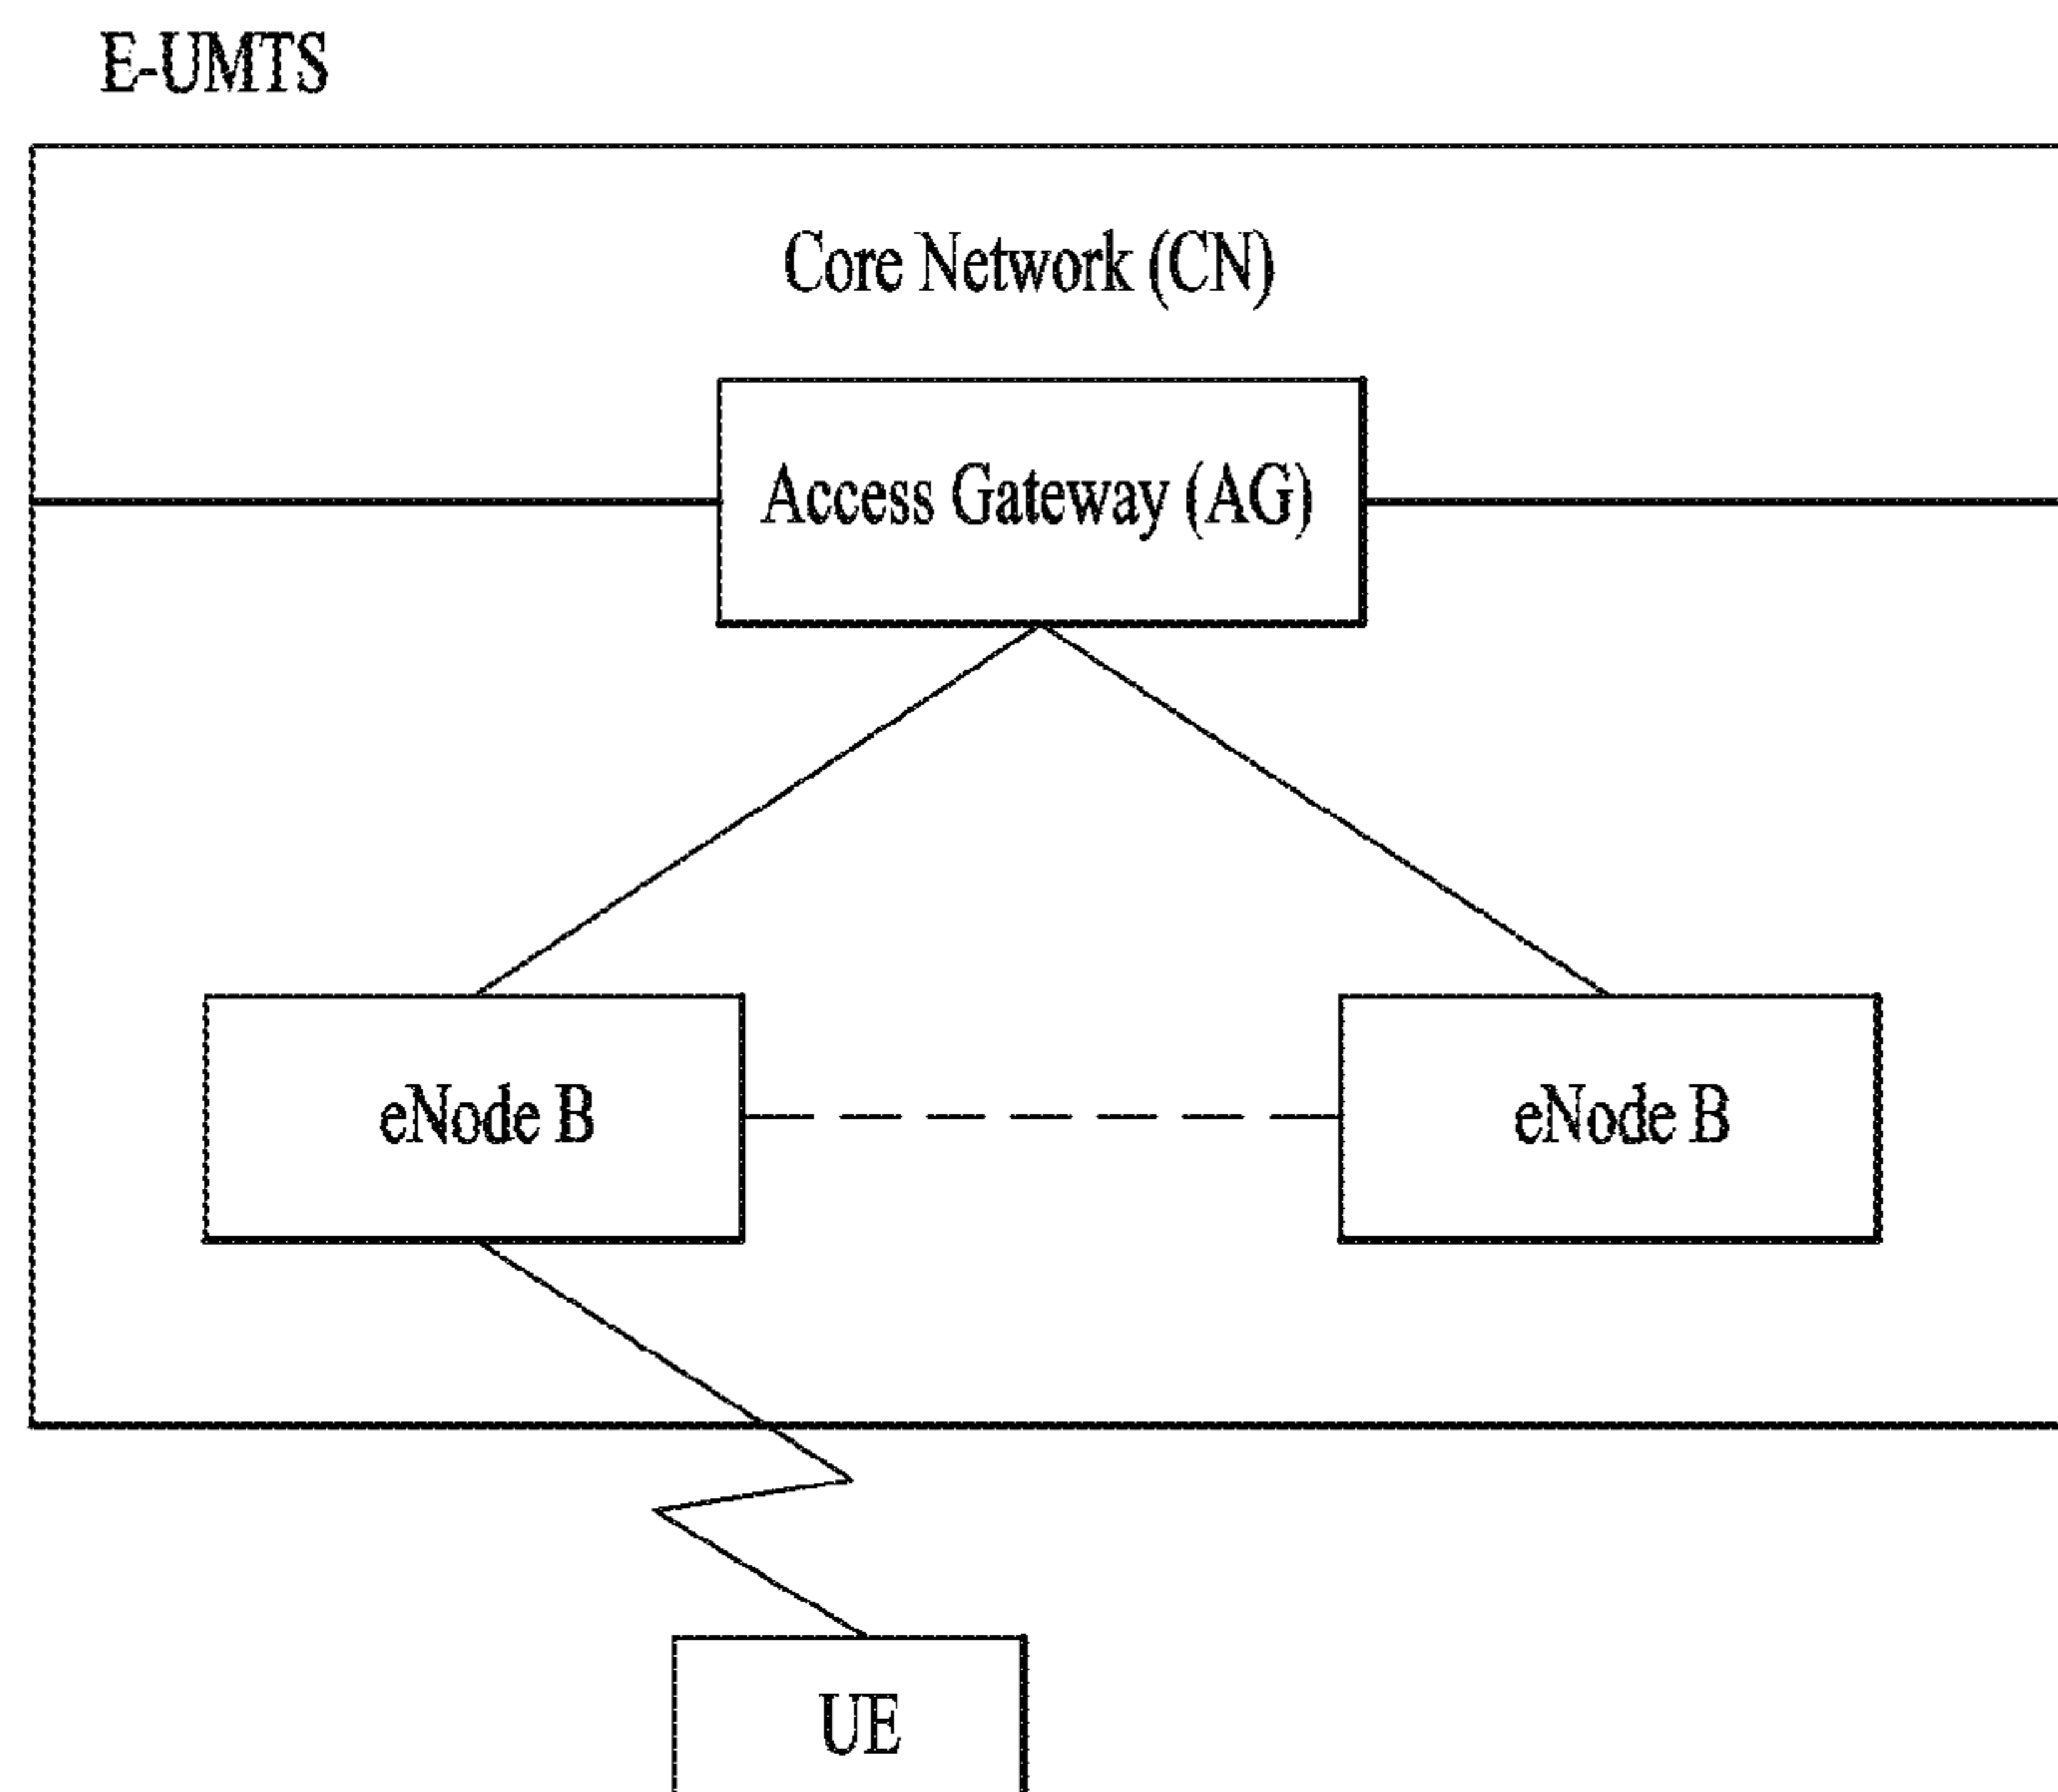 E-UMTS
Core Network (CN)
Access Gateway (AG)
eNode B
eNode B
UE